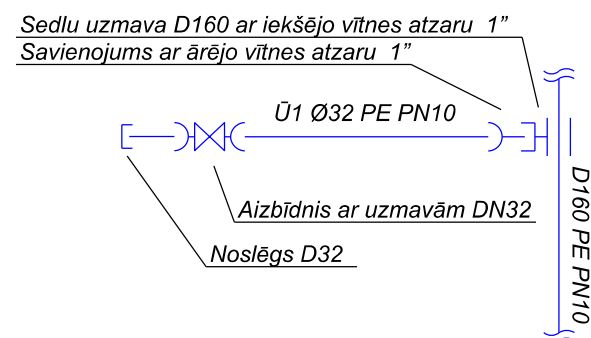 Sedlu uzmava D160 ar iekšējo vītnes atzaru 1”
Savienojums ar ārējo vītnes atzaru 1”
Ū1 Ø32 PE PN10
D160 PE PN10
Aizbīdnis ar uzmavām DN32
Noslēgs D32